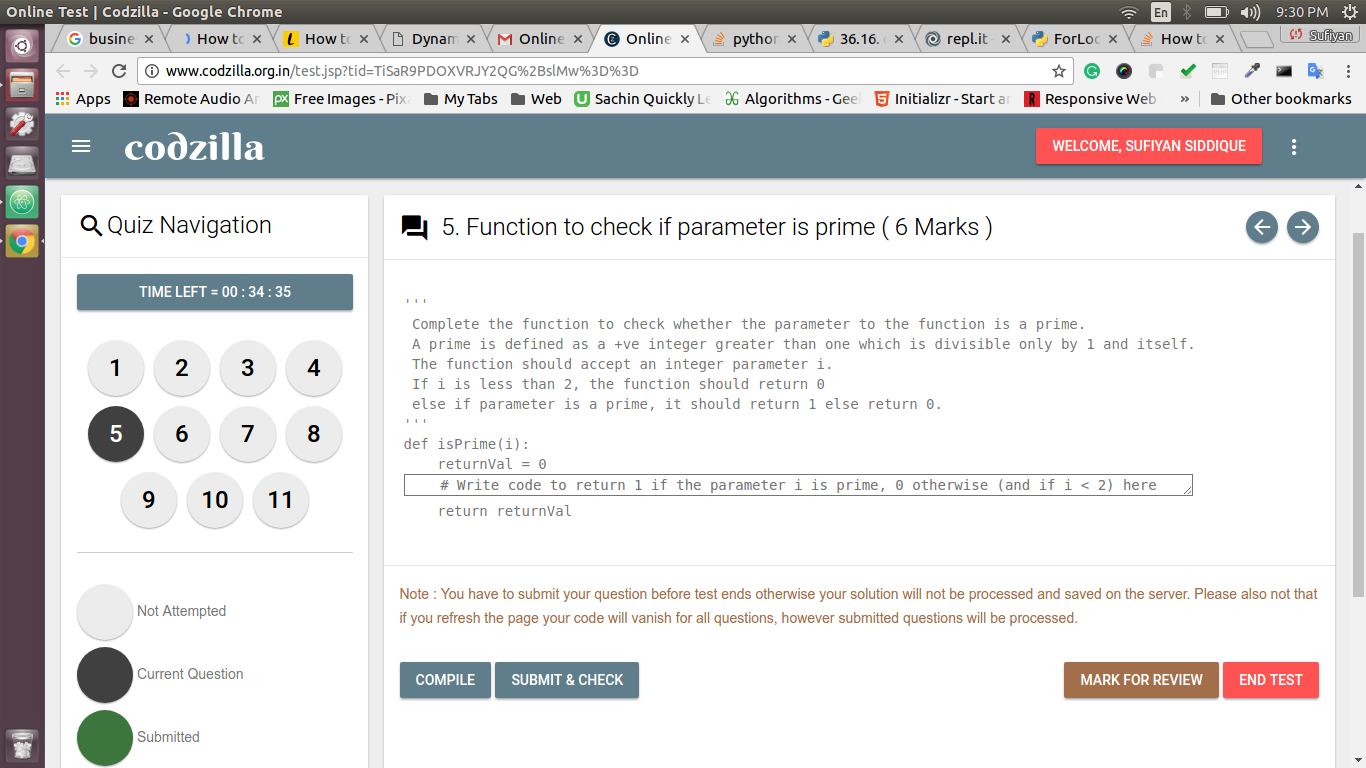 Online Test | Codzilla - Google Chrome
En
9:30 PM
busine
How to
How to
Dynam
Online
Online
python
36.16.
repl.it
ForLoo
How to
Sufiyan
www.codzilla.org.in/test.jsp?tid=TiSaR9PDOXVRJY2QG%2BslMw%3D%3D
Apps
Remote Audio Ar
Free Images - Pix
My Tabs
Web
Sachin Quickly Le
Algorithms - Geek
Initializr - Start an
Responsive Web
»
Other bookmarks
codzilla
WELCOME, SUFIYAN SIDDIQUE
Quiz Navigation
TIME LEFT = 00 : 34 : 35
1 2 3 4
5 6 7 8
9 10 11
Not Attempted
Current Question
Submitted
5. Function to check if parameter is prime ( 6 Marks )
'''
Complete the function to check whether the parameter to the function is a prime.
A prime is defined as a +ve integer greater than one which is divisible only by 1 and itself.
The function should accept an integer parameter i.
If i is less than 2, the function should return 0
else if parameter is a prime, it should return 1 else return 0.
'''
def isPrime(i):
returnVal = 0
# Write code to return 1 if the parameter i is prime, 0 otherwise (and if i < 2) here
return returnVal
Note : You have to submit your question before test ends otherwise your solution will not be processed and saved on the server. Please also not that
if you refresh the page your code will vanish for all questions, however submitted questions will be processed.
COMPILE
SUBMIT & CHECK
MARK FOR REVIEW
END TEST